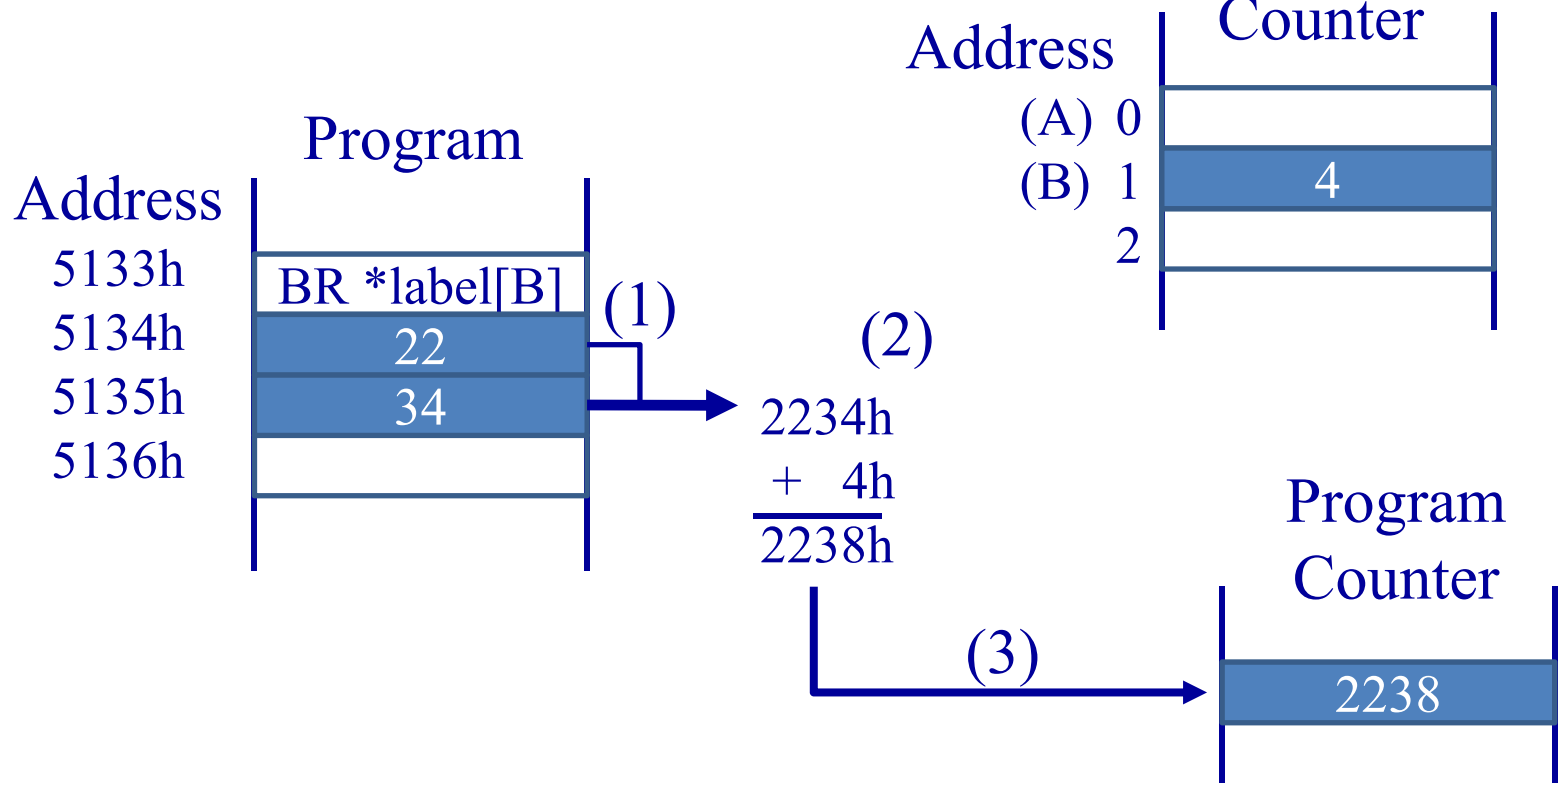 Counter
Address
(A) 0
(B) 1
4
2
Program
Address
5133h
BR *label[B]
5134h
22
5135h
34
5136h
(1)
(2)
2234h
+ 4h
2238h
(3)
Program
Counter
2238